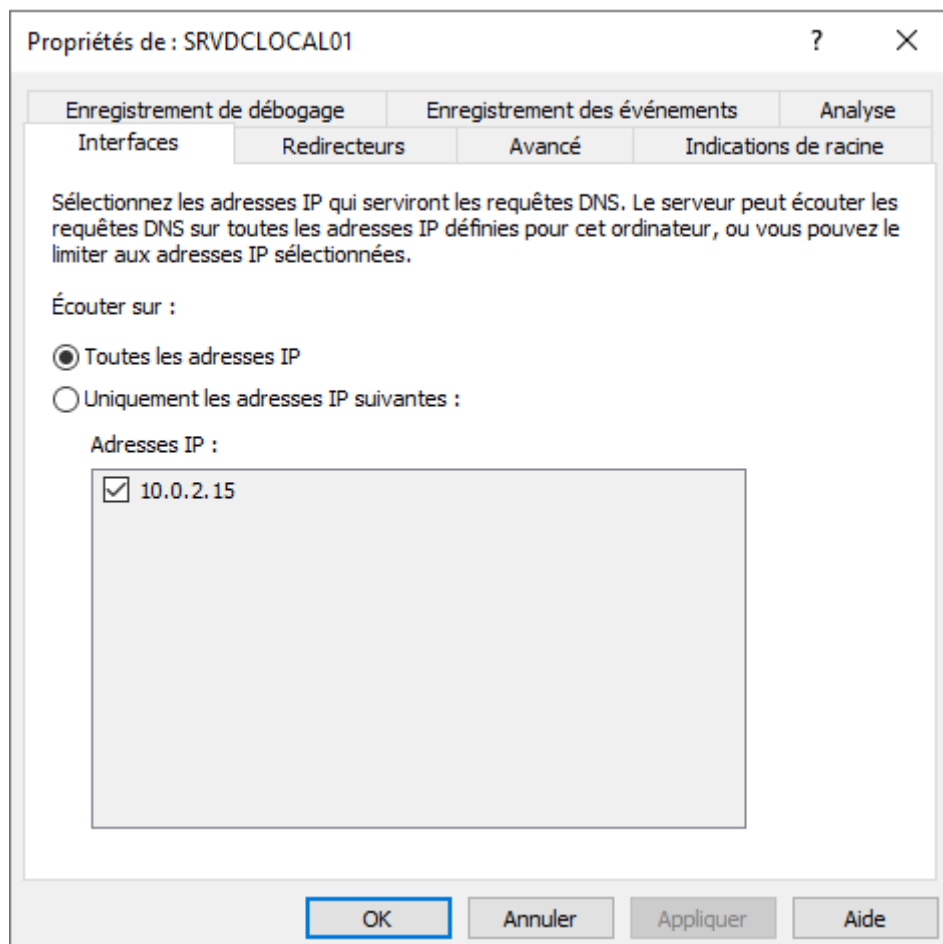 Propriétés de : SRVDCLOCAL01 ?
Enregistrement de débogage Enregistrement des événements Analyse
Interfaces Redirecteurs Avancé Indications de racine
Sélectionnez les adresses IP qui serviront les requêtes DNS. Le serveur peut écouter les
requêtes DNS sur toutes les adresses IP définies pour cet ordinateur, ou vous pouvez le
limiter aux adresses IP sélectionnées.
Écouter sur :
Toutes les adresses IP
Uniquement les adresses IP suivantes :
Adresses IP :
10.0.2.15
OK Annuler Appliquer Aide